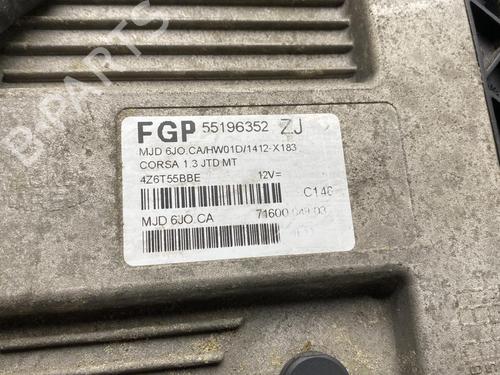 FGP 55196352 ZJ
MJD 6JO.CA/HW01D/1412-X183
CORSA 1.3 JTD MT
4Z6T55BBE 12V=
C146
MJD 6JO.CA 71600
B-PARTS